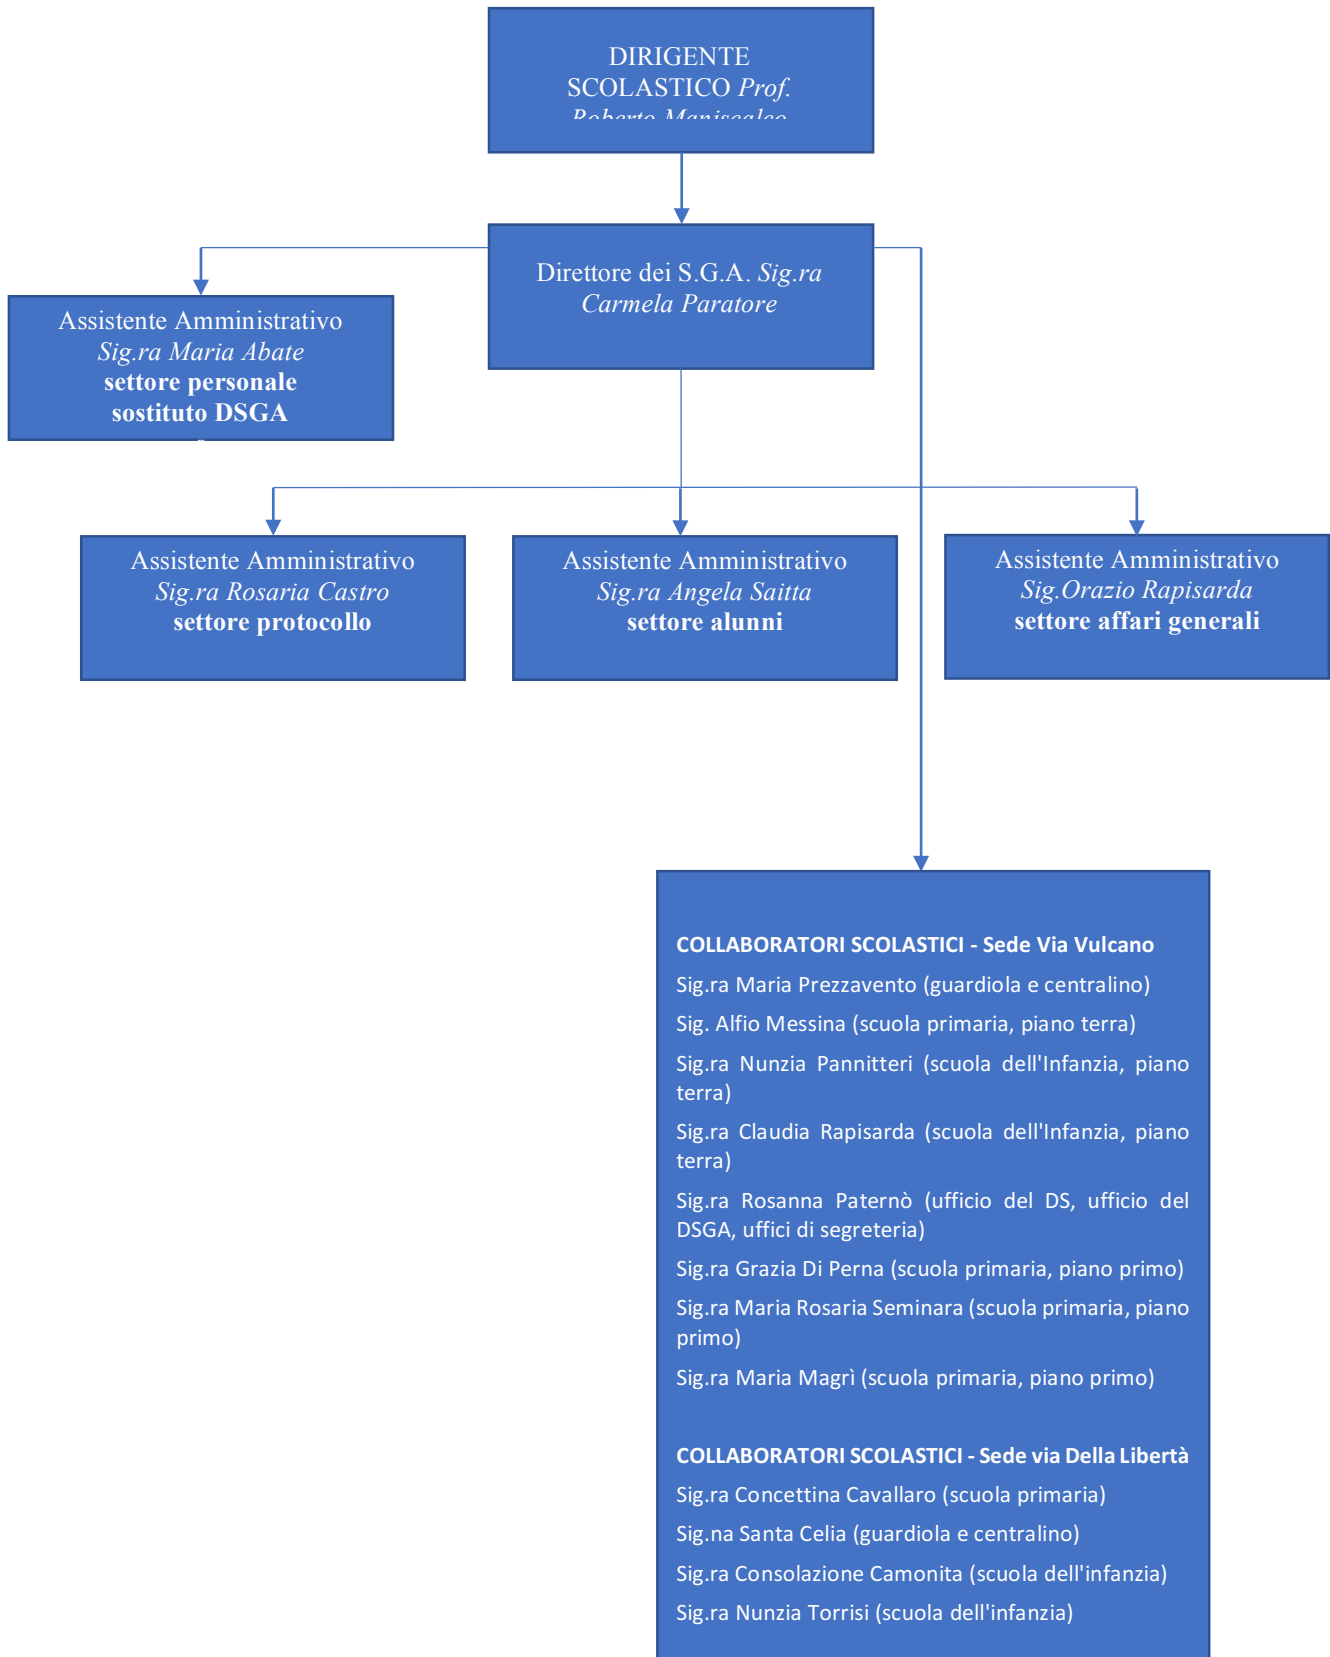 DIRIGENTE
SCOLASTICO Prof.
Roberto Maniscalco
Direttore dei S.G.A. Sig.ra
Carmela Paratore
Assistente Amministrativo
Sig.ra Maria Abate
settore personale
sostituto DSGA
Assistente Amministrativo
Sig.ra Rosaria Castro
settore protocollo
Assistente Amministrativo
Sig.ra Angela Saitta
settore alunni
Assistente Amministrativo
Sig.Orazio Rapisarda
settore affari generali
COLLABORATORI SCOLASTICI - Sede Via Vulcano
Sig.ra Maria Prezzavento (guardiola e centralino)
Sig. Alfio Messina (scuola primaria, piano terra)
Sig.ra Nunzia Pannitteri (scuola dell'Infanzia, piano
terra)
Sig.ra Claudia Rapisarda (scuola dell'Infanzia, piano
terra)
Sig.ra Rosanna Paternò (ufficio del DS, ufficio del
DSGA, uffici di segreteria)
Sig.ra Grazia Di Perna (scuola primaria, piano primo)
Sig.ra Maria Rosaria Seminara (scuola primaria, piano
primo)
Sig.ra Maria Magrì (scuola primaria, piano primo)
COLLABORATORI SCOLASTICI - Sede via Della Libertà
Sig.ra Concettina Cavallaro (scuola primaria)
Sig.na Santa Celia (guardiola e centralino)
Sig.ra Consolazione Camonita (scuola dell'infanzia)
Sig.ra Nunzia Torrisi (scuola dell'infanzia)